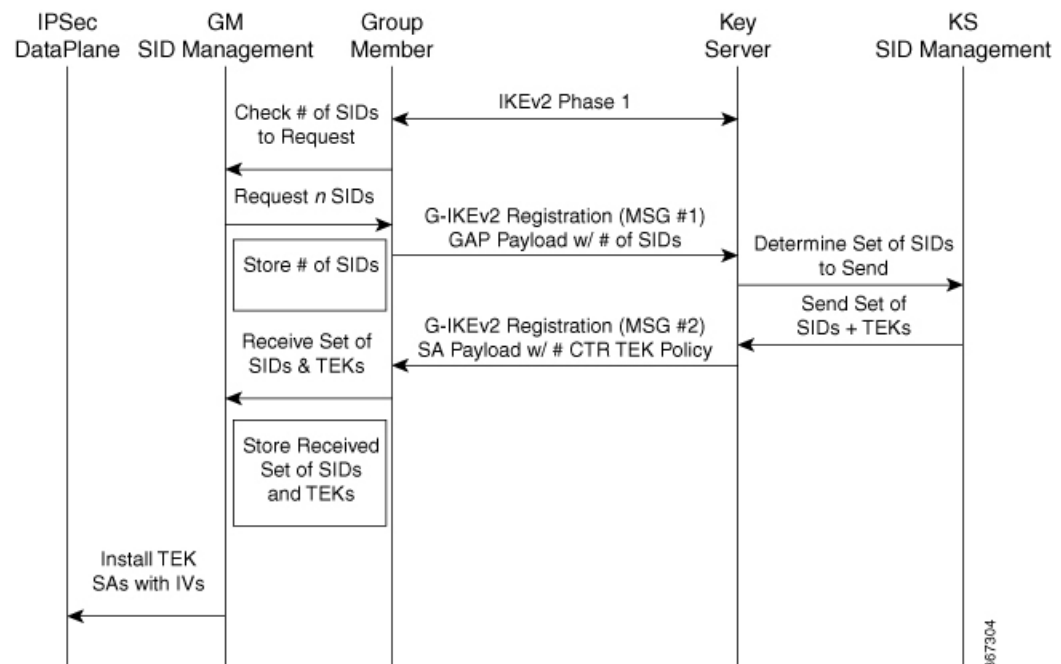 IPSec
DataPlane
GM
SID Management
Group
Member
Key
Server
KS
SID Management
IKEv2 Phase 1
Check # of SIDs
to Request
Request n SIDs
G-IKEv2 Registration (MSG #1)
GAP Payload w/ # of SIDs
Store # of SIDs
Determine Set of SIDs
to Send
Send Set of
SIDs + TEKs
G-IKEv2 Registration (MSG #2)
SA Payload w/ # CTR TEK Policy
Receive Set of
SIDs & TEKs
Store Received
Set of SIDs
and TEKs
Install TEK
SAs with IVs